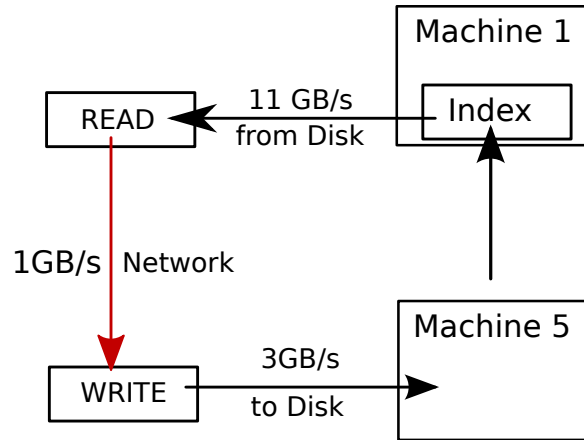 Machine 1
11 GB/s
from Disk
Index
READ
1GB/s
Network
Machine 5
3GB/s
to Disk
WRITE